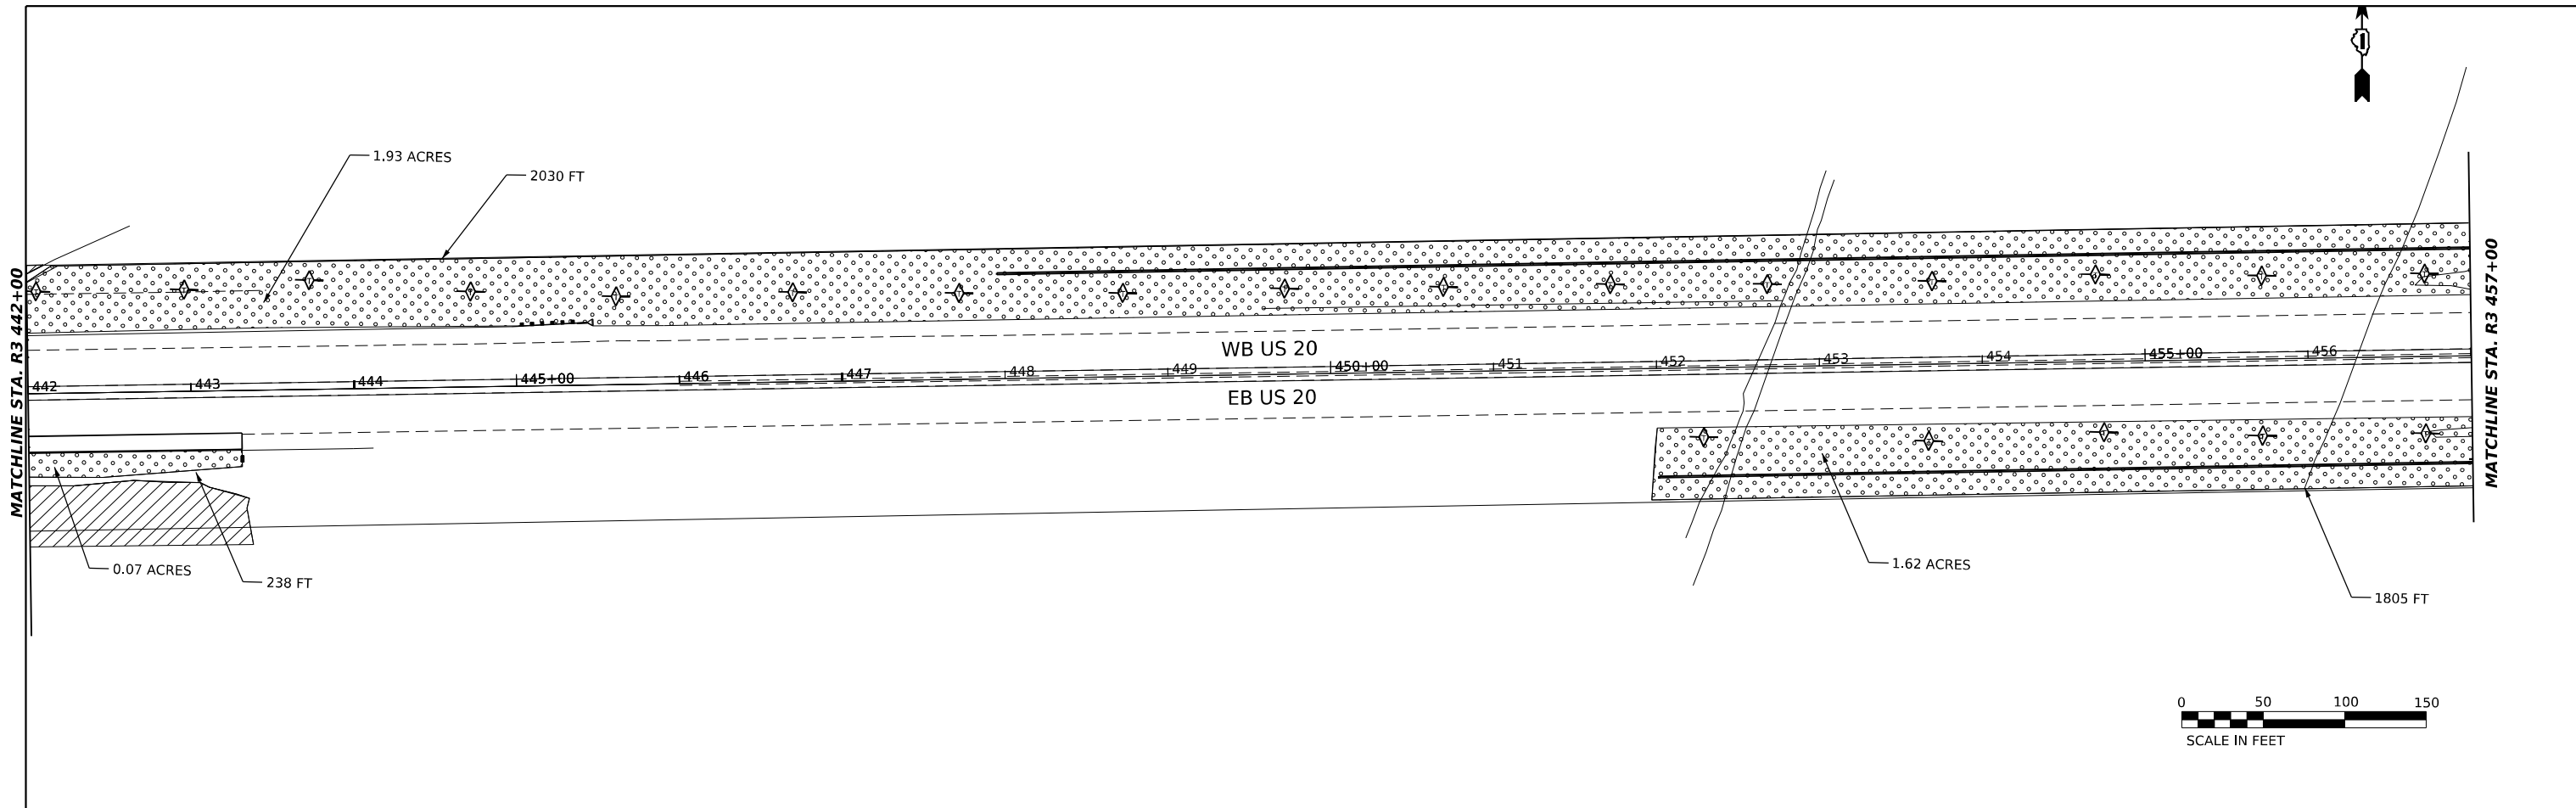 1.93 ACRES
2030 FT
MATCHLINE STA. R3 442+00
MATCHLINE STA. R3 457+00
WB US 20
442 443 444 445+00 446 447 448 449 450+00 451 452 453 454 455+00 456
EB US 20
0.07 ACRES
238 FT
1.62 ACRES
1805 FT
0 50 100 150
SCALE IN FEET